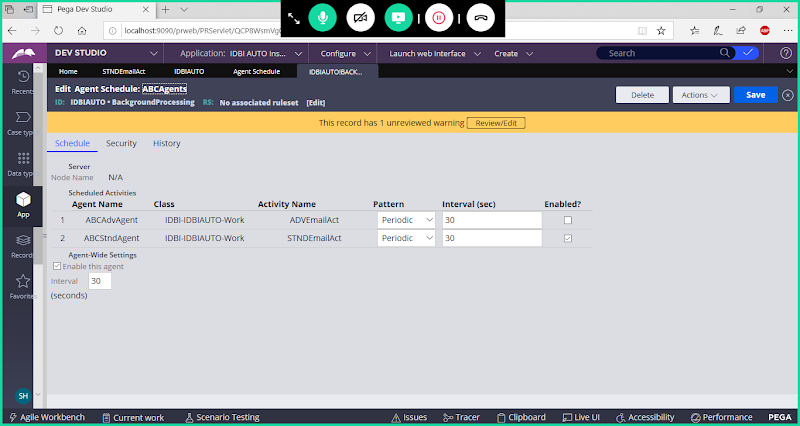 Pega Dev Studio
localhost:9090/prweb/PRServlet/QCP8WsmVg
ABP
DEV STUDIO
Application: IDBI AUTO Ins...
Configure
Launch web Interface
Create
Search
Home
STNDEmailAct
IDBIAUTO
Agent Schedule
IDBIAUTO!BACK...
Edit Agent Schedule: ABCAgents
ID: IDBIAUTO • BackgroundProcessing RS: No associated ruleset [Edit]
Delete
Actions
Save
This record has 1 unreviewed warning Review/Edit
Recents
Case type
Data type
App
Records
Favorite
SH
Schedule Security History
Server
Node Name N/A
Scheduled Activities
Agent Name Class Activity Name Pattern Interval (sec) Enabled?
1 ABCAdvAgent IDBI-IDBIAUTO-Work ADVEmailAct Periodic 30
2 ABCStndAgent IDBI-IDBIAUTO-Work STNDEmailAct Periodic 30
Agent-Wide Settings
Enable this agent
Interval 30
(seconds)
Agile Workbench Current work Scenario Testing Issues Tracer Clipboard Live UI Accessibility Performance PEGA